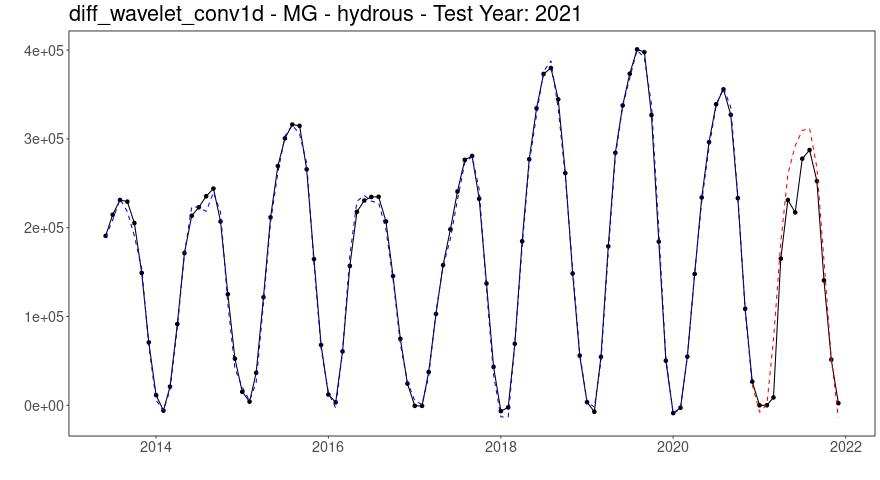 diff_wavelet_conv1d - MG - hydrous - Test Year: 2021
4e+05
3e+05
2e+05
1e+05
0e+00
2014 2016 2018 2020 2022